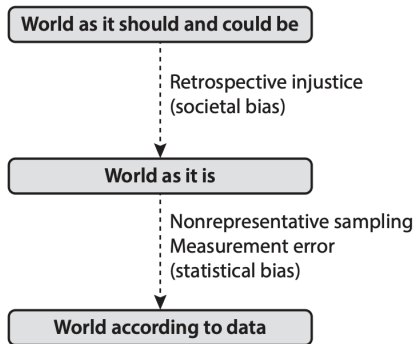 World as it should and could be
Retrospective injustice
(societal bias)
World as it is
Nonrepresentative sampling
Measurement error
(statistical bias)
World according to data